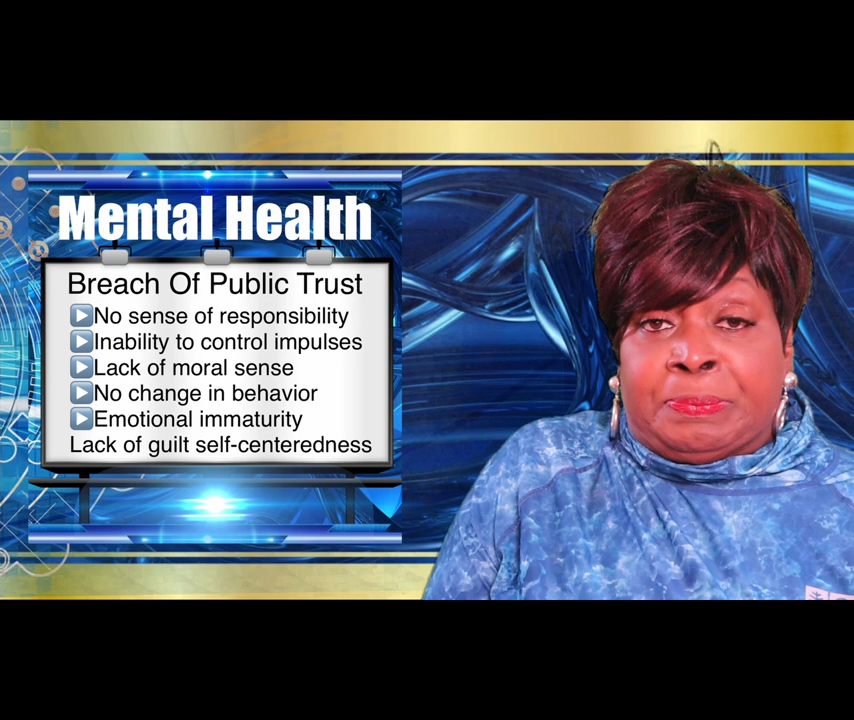 Mental Health
Breach Of Public Trust
▶No sense of responsibility
▶Inability to control impulses
▶Lack of moral sense
▶No change in behavior
▶Emotional immaturity
Lack of guilt self-centeredness